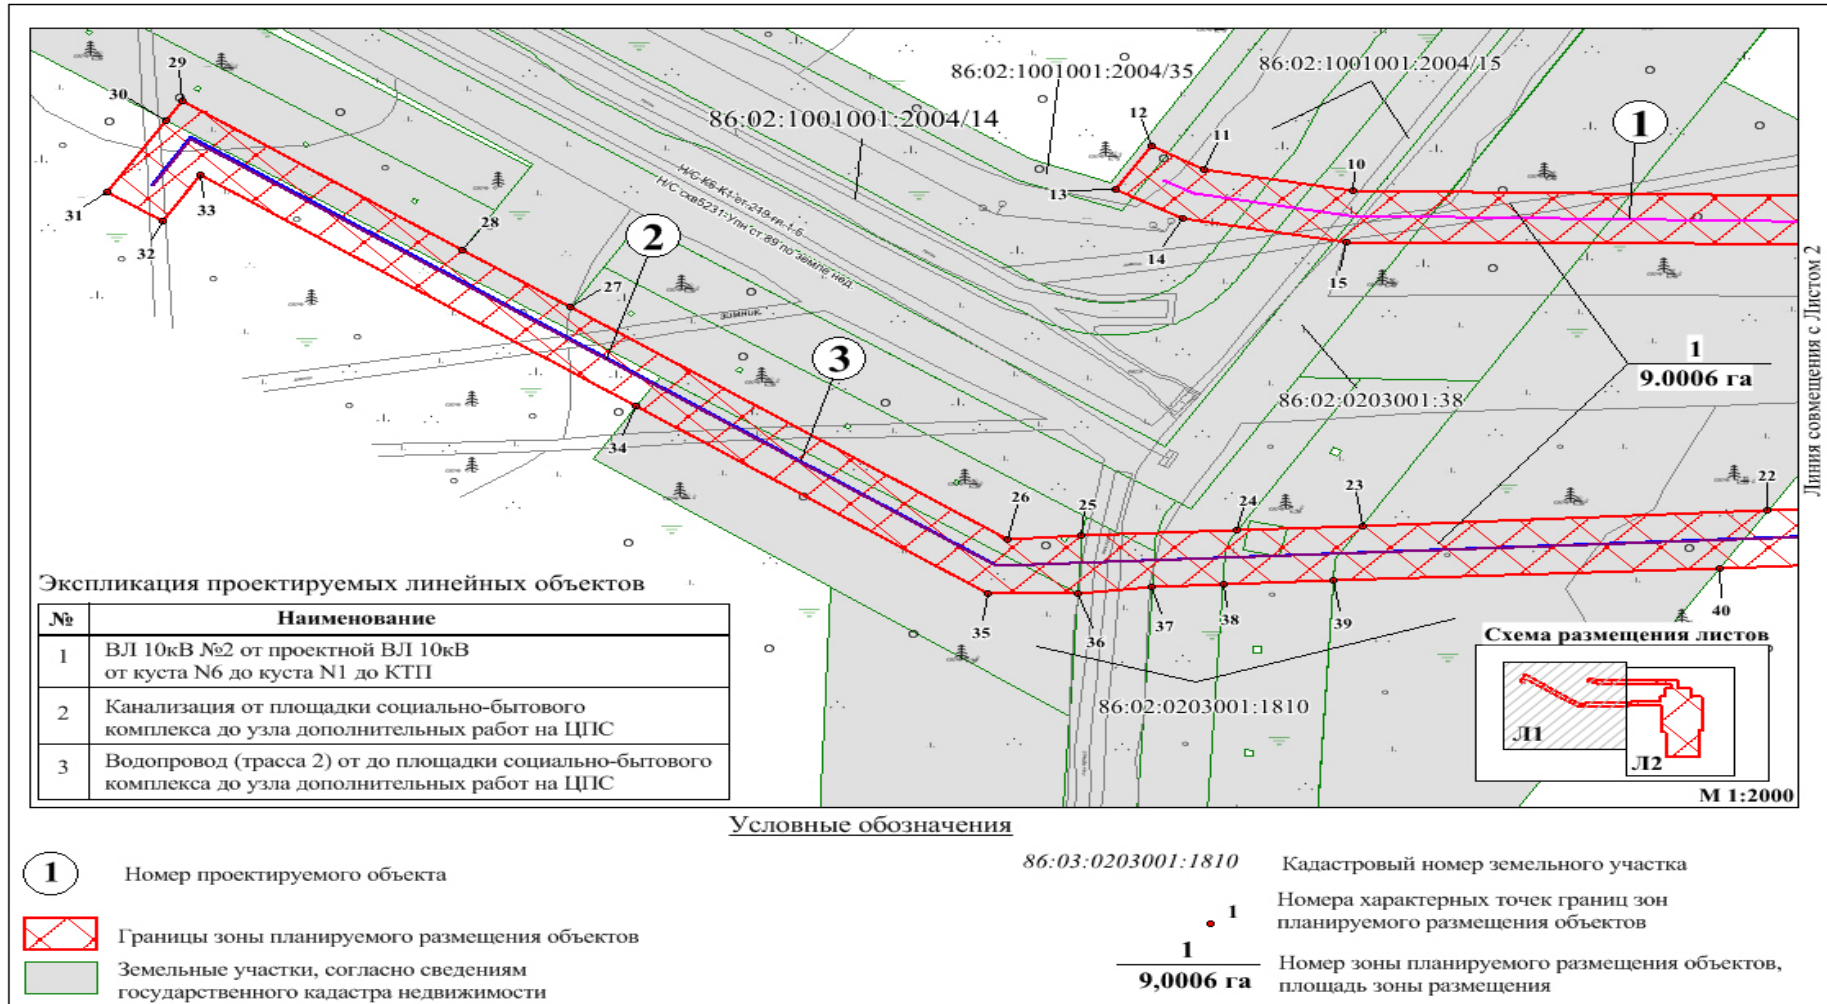 29
30
31
32
33
28
27
34
26
25
24
23
22
35
36
37
38
39
40
12
11
10
13
14
15
86:02:1001001:2004/35
86:02:1001001:2004/15
86:02:1001001:2004/14
1
2
3
ЗИМНИК
1
9.0006 га
86:02:0203001:38
86:02:0203001:1810
Линия совмещения с Листом 2
Экспликация проектируемых линейных объектов
№ Наименование
1 ВЛ 10кВ №2 от проектной ВЛ 10кВ
от куста N6 до куста N1 до КТП
2 Канализация от площадки социально-бытового
комплекса до узла дополнительных работ на ЦПС
3 Водопровод (трасса 2) от до площадки социально-бытового
комплекса до узла дополнительных работ на ЦПС
Схема размещения листов
Л1
Л2
М 1:2000
Условные обозначения
1 Номер проектируемого объекта
Границы зоны планируемого размещения объектов
Земельные участки, согласно сведениям
государственного кадастра недвижимости
86:03:0203001:1810 Кадастровый номер земельного участка
1 Номера характерных точек границ зон
планируемого размещения объектов
1
9,0006 га
Номер зоны планируемого размещения объектов,
площадь зоны размещения